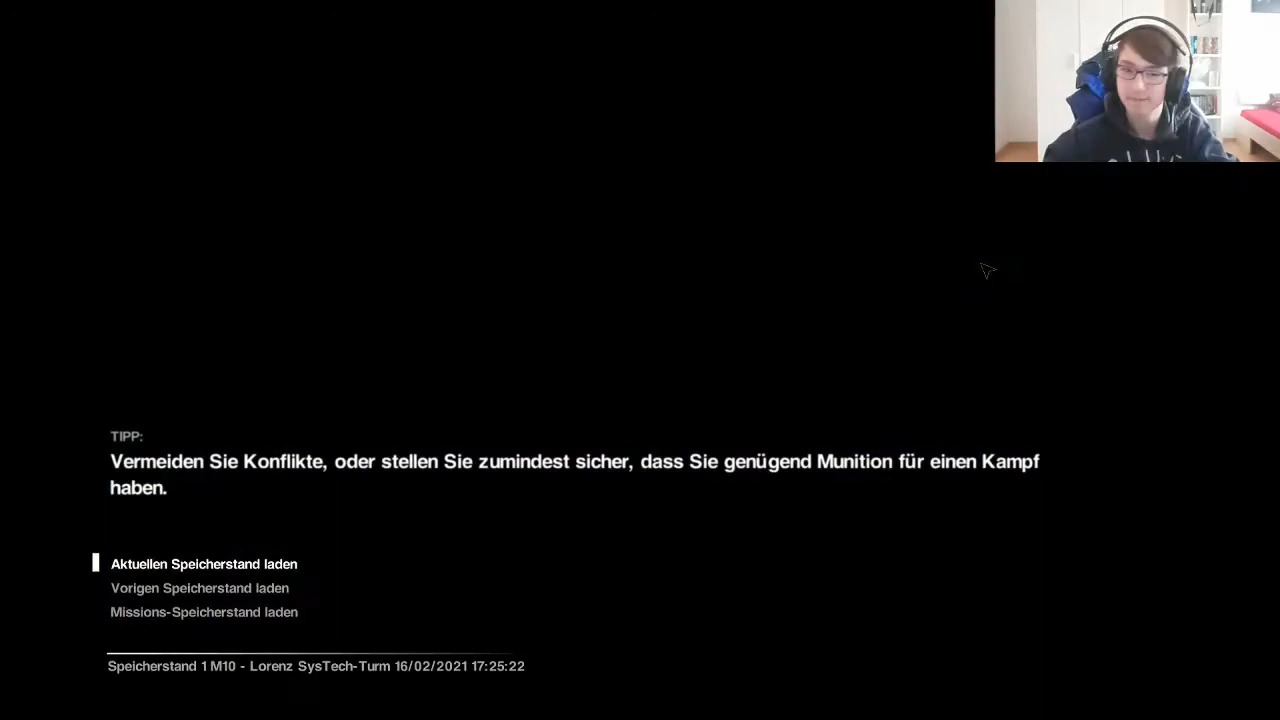 TIPP:
Vermeiden Sie Konflikte, oder stellen Sie zumindest sicher, dass Sie genügend Munition für einen Kampf
haben.
Aktuellen Speicherstand laden
Vorigen Speicherstand laden
Missions-Speicherstand laden
Speicherstand 1 M10 - Lorenz SysTech-Turm 16/02/2021 17:25:22